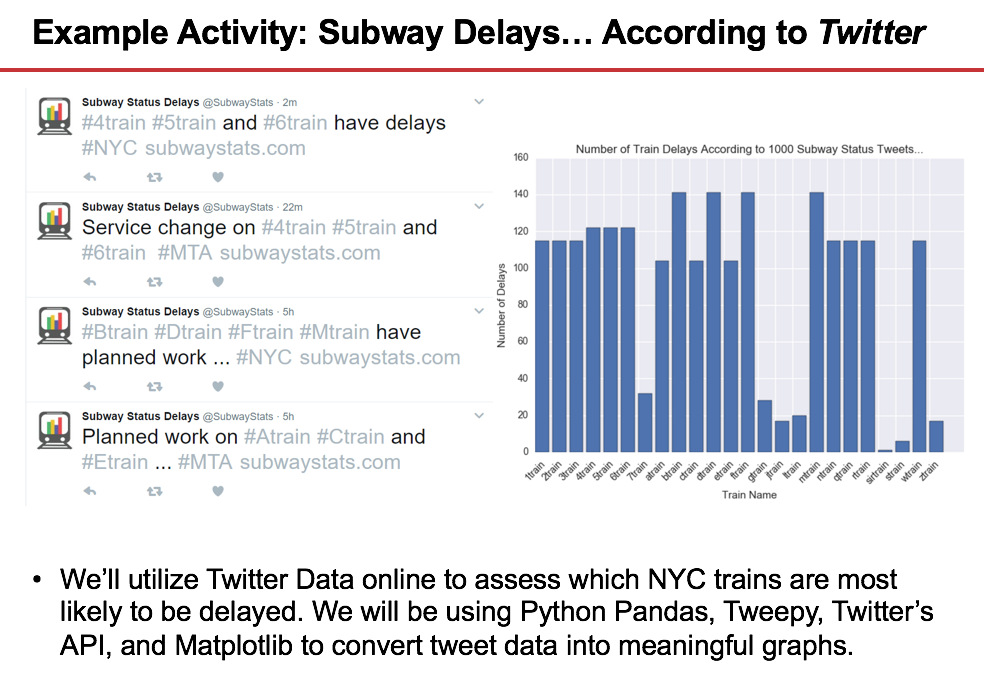 Example Activity: Subway Delays… According to Twitter
Subway Status Delays @SubwayStats · 2m
#4train #5train and #6train have delays
#NYC subwaystats.com
Subway Status Delays @SubwayStats · 22m
Service change on #4train #5train and
#6train #MTA subwaystats.com
Subway Status Delays @SubwayStats · 5h
#Btrain #Dtrain #Ftrain #Mtrain have
planned work ... #NYC subwaystats.com
Subway Status Delays @SubwayStats · 5h
Planned work on #Atrain #Ctrain and
#Etrain ... #MTA subwaystats.com
Number of Train Delays According to 1000 Subway Status Tweets...
Number of Delays
160
140
120
100
80
60
40
20
0
1train
2train
3train
4train
5train
6train
7train
atrain
btrain
ctrain
dtrain
etrain
ftrain
gtrain
jtrain
ltrain
mtrain
ntrain
qtrain
rtrain
sirtrain
strain
wtrain
ztrain
Train Name
• We’ll utilize Twitter Data online to assess which NYC trains are most
likely to be delayed. We will be using Python Pandas, Tweepy, Twitter’s
API, and Matplotlib to convert tweet data into meaningful graphs.